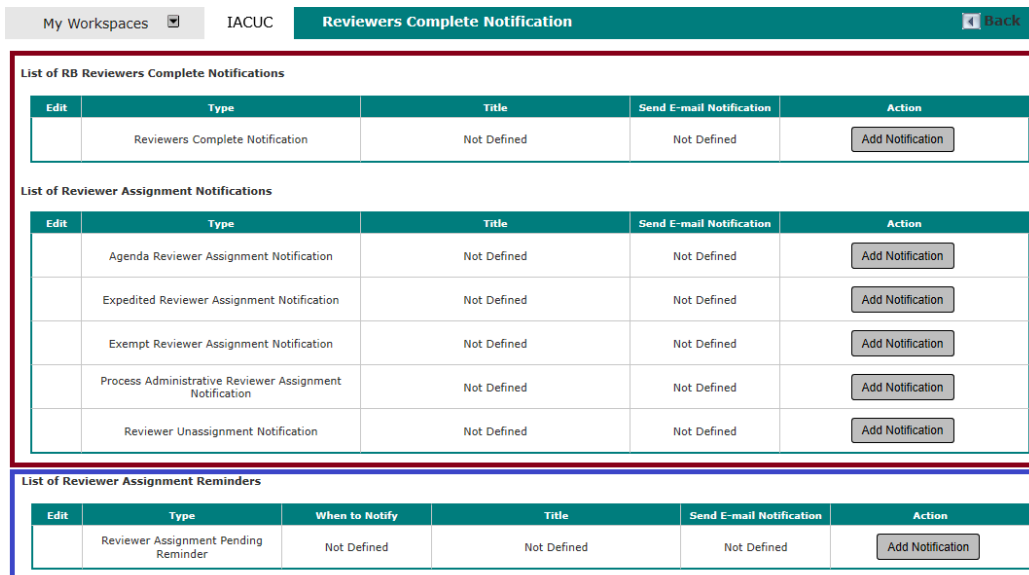 My Workspaces IACUC Reviewers Complete Notification Back
List of RB Reviewers Complete Notifications
Edit Type Title Send E-mail Notification Action
Reviewers Complete Notification Not Defined Not Defined Add Notification
List of Reviewer Assignment Notifications
Edit Type Title Send E-mail Notification Action
Agenda Reviewer Assignment Notification Not Defined Not Defined Add Notification
Expedited Reviewer Assignment Notification Not Defined Not Defined Add Notification
Exempt Reviewer Assignment Notification Not Defined Not Defined Add Notification
Process Administrative Reviewer Assignment
Notification Not Defined Not Defined Add Notification
Reviewer Unassignment Notification Not Defined Not Defined Add Notification
List of Reviewer Assignment Reminders
Edit Type When to Notify Title Send E-mail Notification Action
Reviewer Assignment Pending
Reminder Not Defined Not Defined Not Defined Add Notification